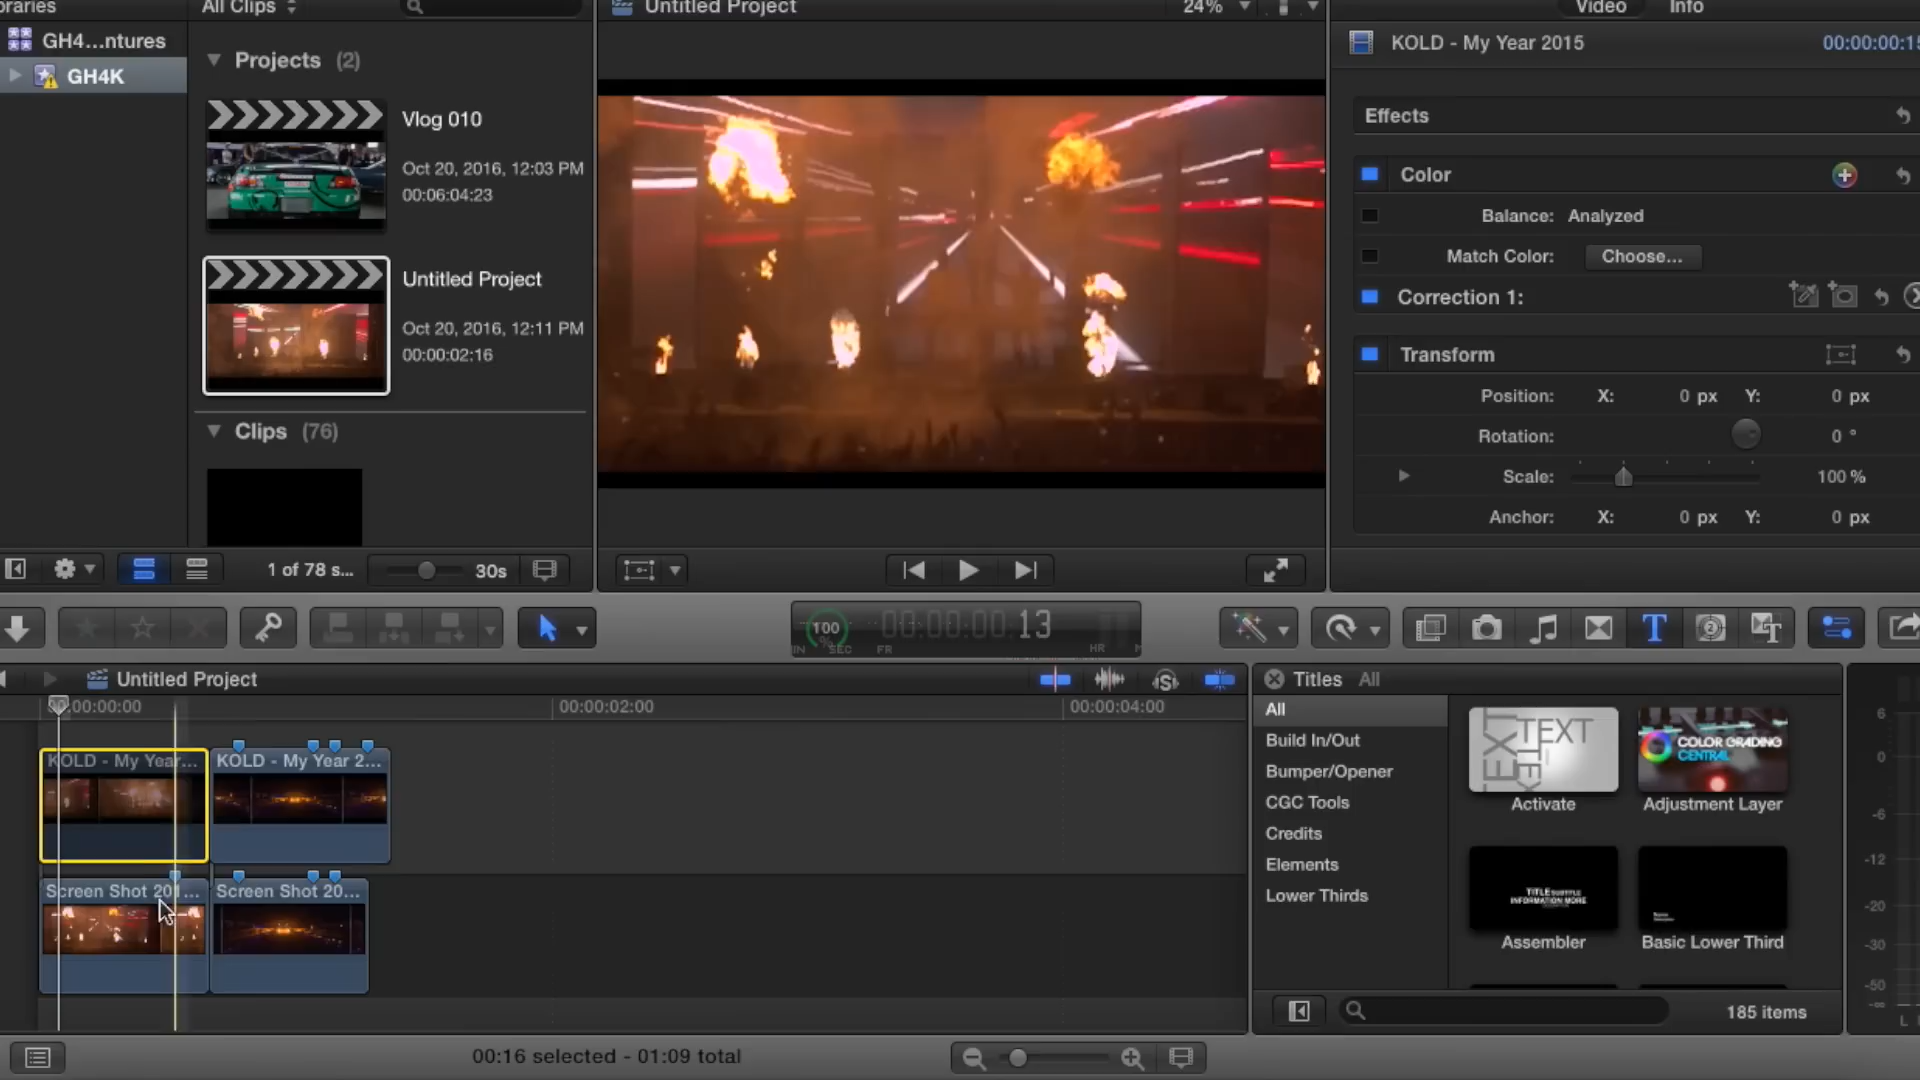 braries
GH4...ntures
GH4K
All Clips
Projects (2)
Vlog 010
Oct 20, 2016, 12:03 PM
00:06:04:23
Untitled Project
Oct 20, 2016, 12:11 PM
00:00:02:16
Clips (76)
1 of 78 s...
30s
Untitled Project
24%
Video
Info
KOLD - My Year 2015
00:00:00:15
Effects
Color
Balance: Analyzed
Match Color: Choose...
Correction 1:
Transform
Position: X: 0 px Y: 0 px
Rotation: 0 °
Scale: 100 %
Anchor: X: 0 px Y: 0 px
100
%
00:00:00:13
IN SEC FR HR
Untitled Project
:00:00:00
00:00:02:00
00:00:04:00
KOLD - My Year...
KOLD - My Year 2...
Screen Shot 201...
Screen Shot 20...
Titles All
All
Build In/Out
Bumper/Opener
CGC Tools
Credits
Elements
Lower Thirds
TEXT
Activate
COLOR GRADING
CENTRAL
Adjustment Layer
TITLE SUBTITLE
INFORMATION MORE
Assembler
Basic Lower Third
185 items
6
0
-6
-12
-20
-30
-50
-∞
L
00:16 selected - 01:09 total